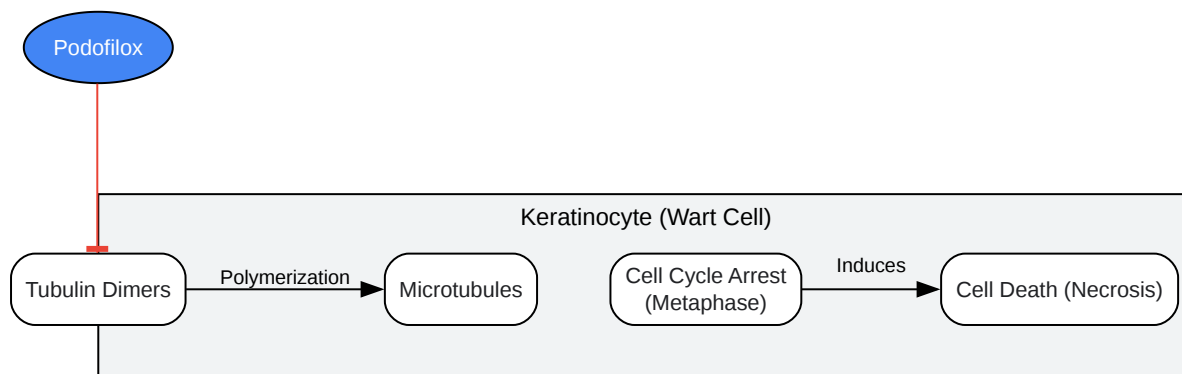 Podofilox
Keratinocyte (Wart Cell)
Tubulin Dimers
Polymerization
Microtubules
Cell Cycle Arrest
(Metaphase)
Induces
Cell Death (Necrosis)